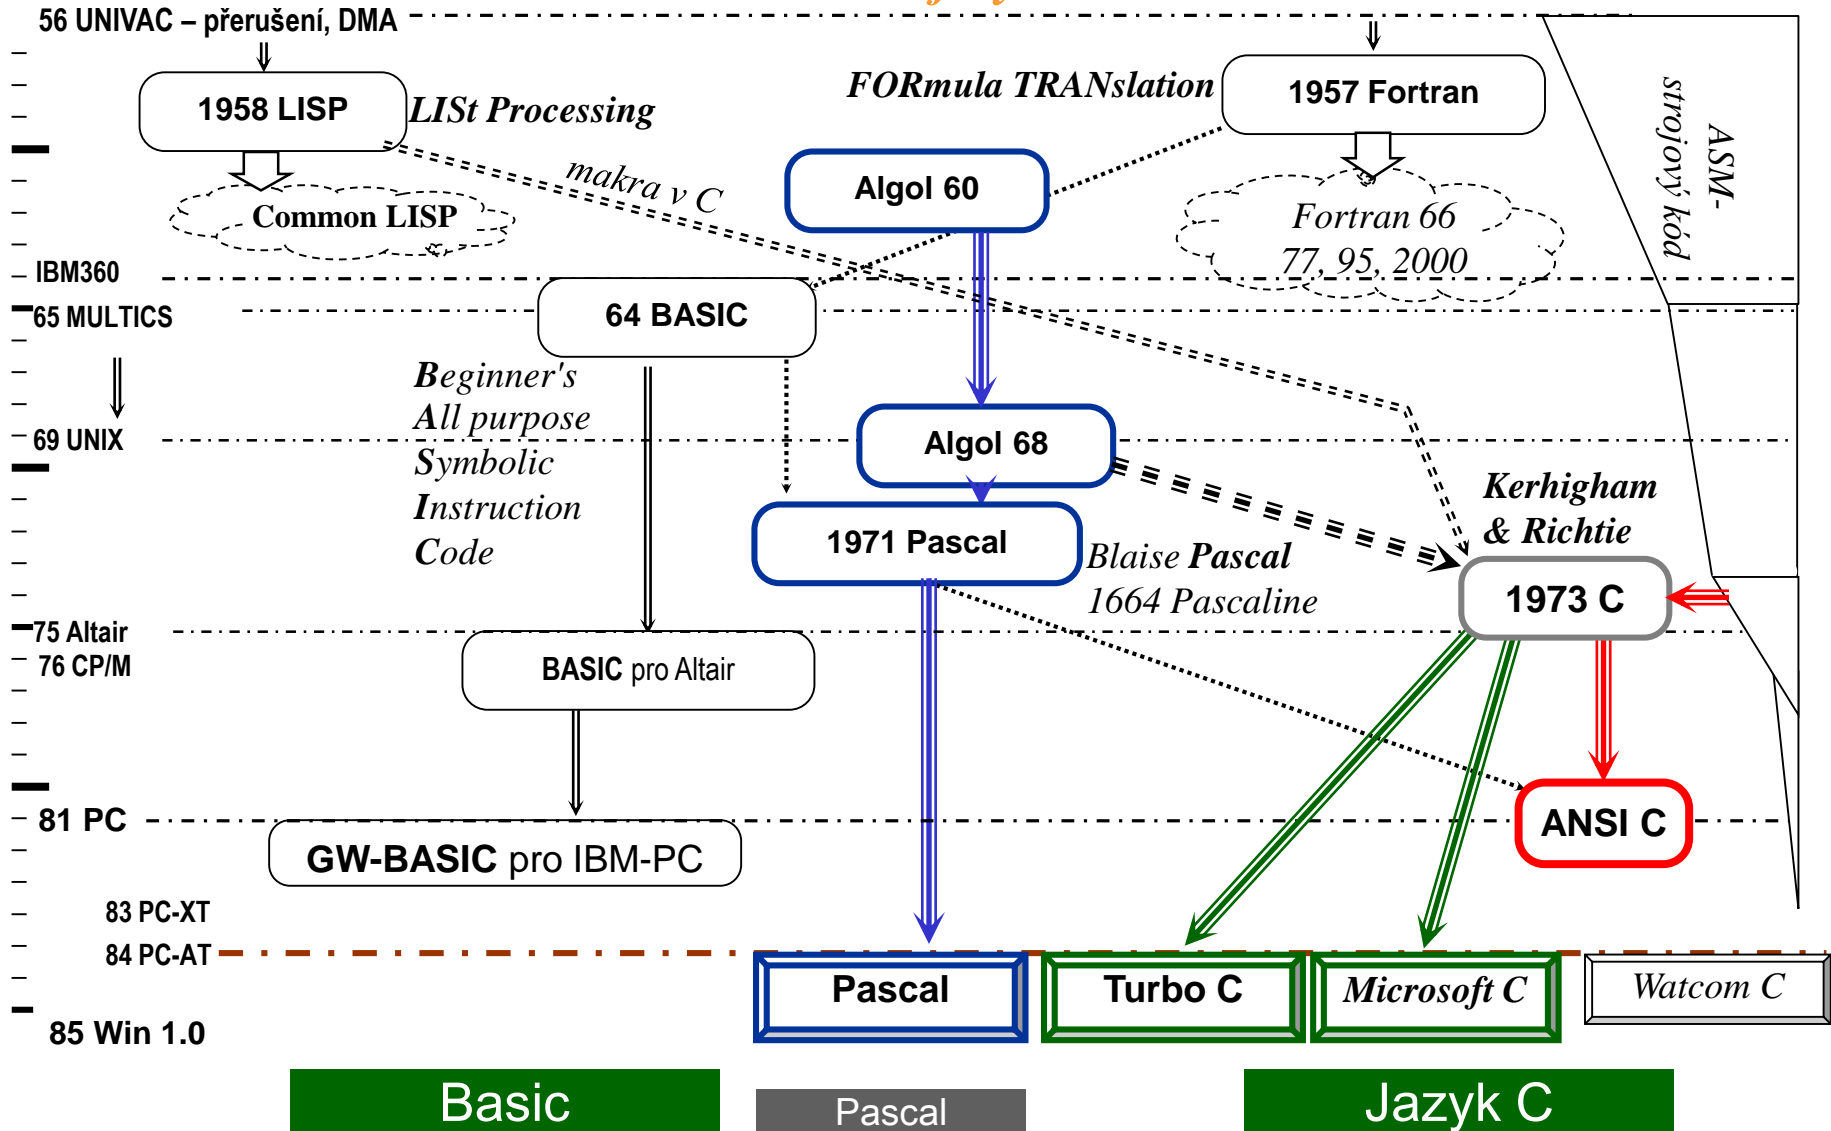 56 UNIVAC – přerušení, DMA
1958 LISP
LISt Processing
FORmula TRANslation
1957 Fortran
ASM-
strojový kód
makra v C
Algol 60
Common LISP
Fortran 66
77, 95, 2000
IBM360
65 MULTICS
64 BASIC
Beginner's
All purpose
Symbolic
Instruction
Code
69 UNIX
Algol 68
Kerhigham
& Richtie
1971 Pascal
Blaise Pascal
1664 Pascaline
1973 C
75 Altair
76 CP/M
BASIC pro Altair
81 PC
ANSI C
GW-BASIC pro IBM-PC
83 PC-XT
84 PC-AT
Pascal
Turbo C
Microsoft C
Watcom C
85 Win 1.0
Basic
Pascal
Jazyk C